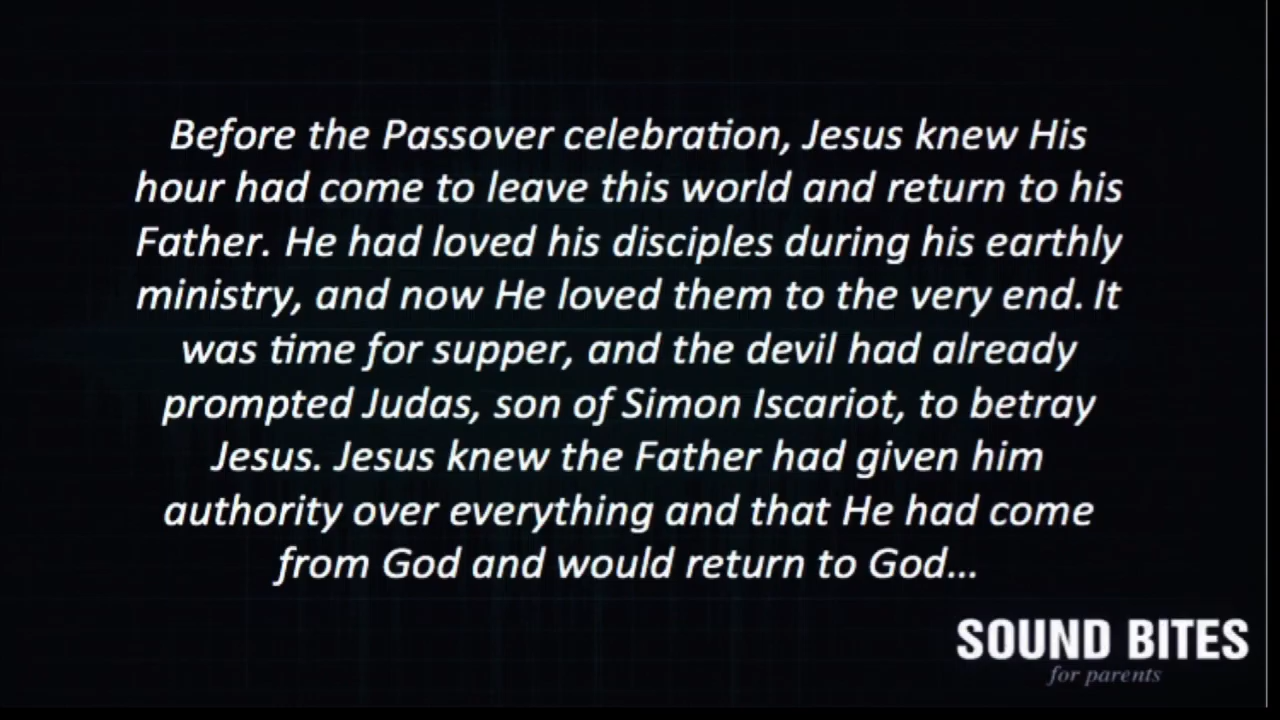 Before the Passover celebration, Jesus knew His
hour had come to leave this world and return to his
Father. He had loved his disciples during his earthly
ministry, and now He loved them to the very end. It
was time for supper, and the devil had already
prompted Judas, son of Simon Iscariot, to betray
Jesus. Jesus knew the Father had given him
authority over everything and that He had come
from God and would return to God...
SOUND BITES
for parents